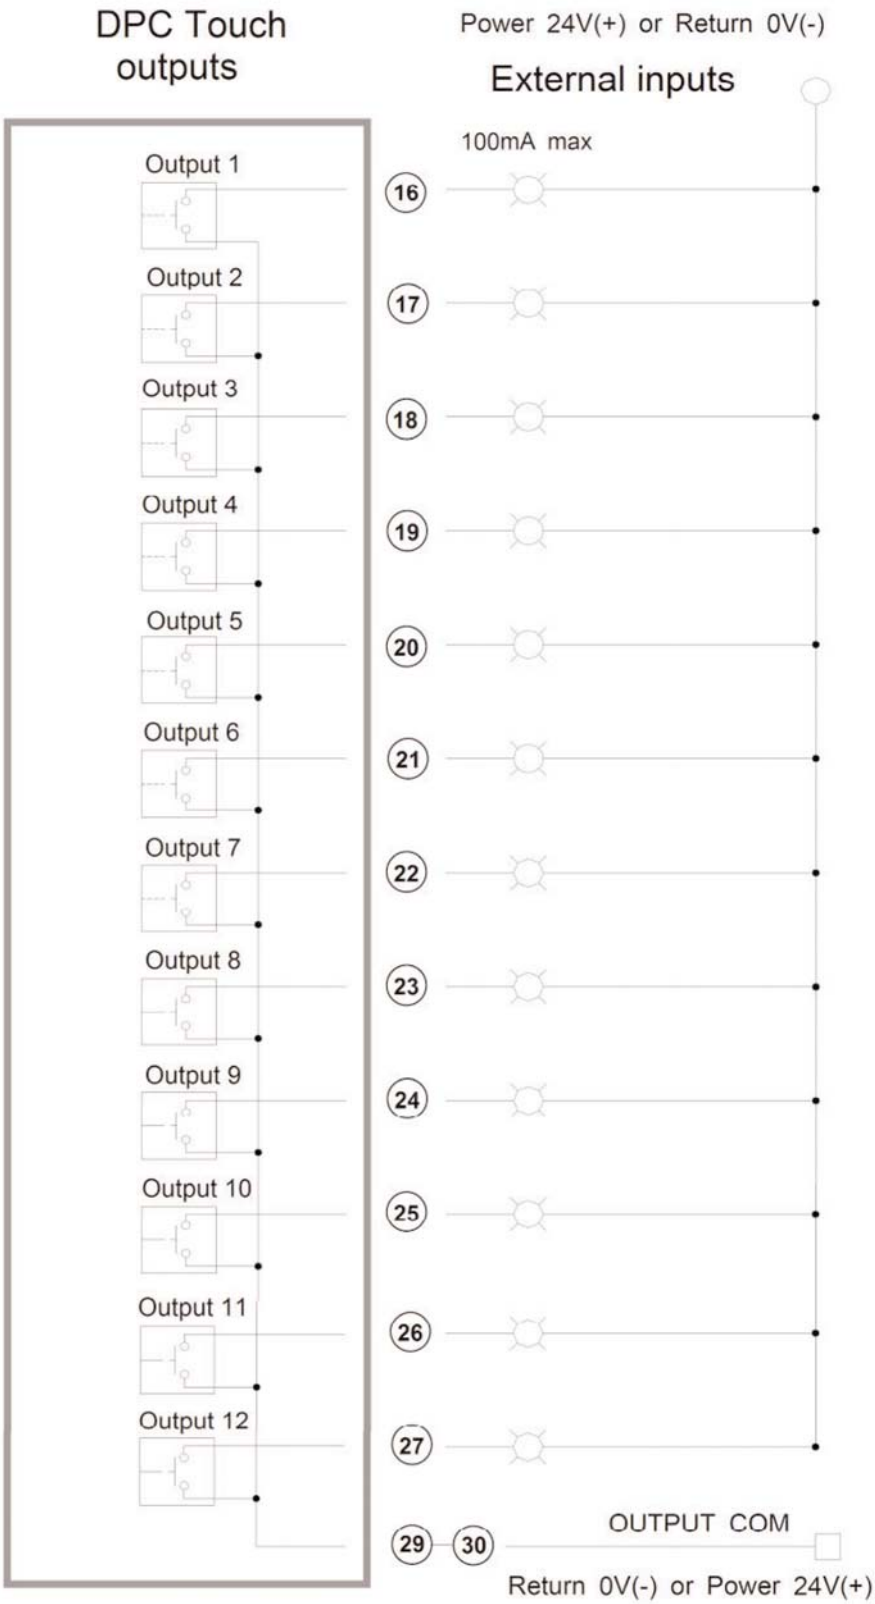 DPC Touch
outputs
Power 24V(+) or Return 0V(-)
External inputs
100mA max
Output 1
16
Output 2
17
Output 3
18
Output 4
19
Output 5
20
Output 6
21
Output 7
22
Output 8
23
Output 9
24
Output 10
25
Output 11
26
Output 12
27
OUTPUT COM
29
30
Return 0V(-) or Power 24V(+)